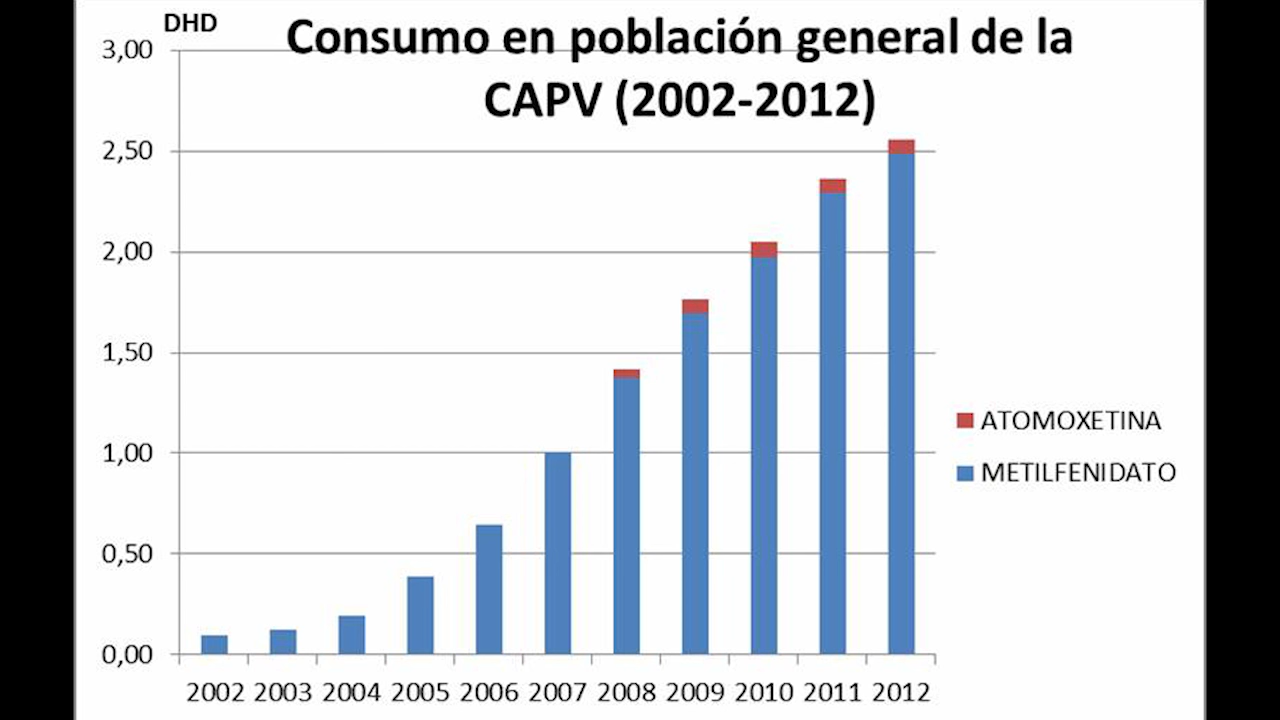 DHD
Consumo en población general de la
CAPV (2002-2012)
3,00
2,50
2,00
1,50
1,00
0,50
0,00
2002 2003 2004 2005 2006 2007 2008 2009 2010 2011 2012
ATOMOXETINA
METILFENIDATO